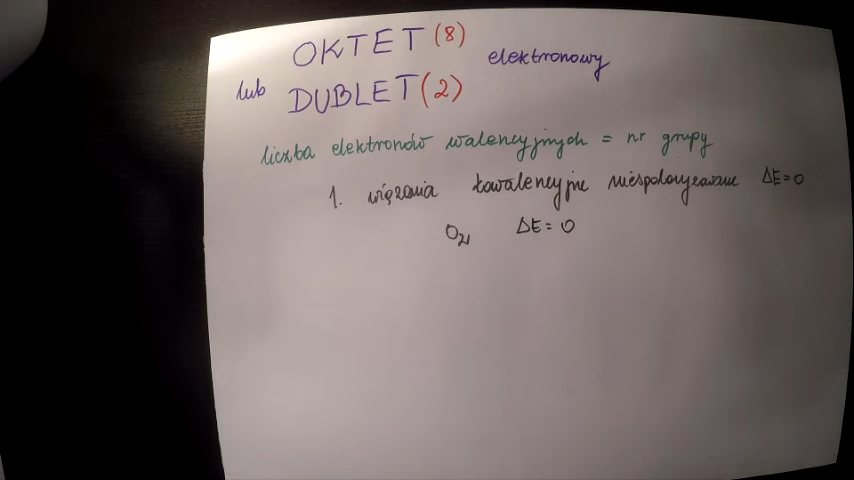 OKTET (8) elektronowy
lub DUBLET (2)
liczba elektronów walencyjnych = nr grupy
1. wiązania kowalencyjne niespolaryzowane ΔE=0
O₂ ΔE=0